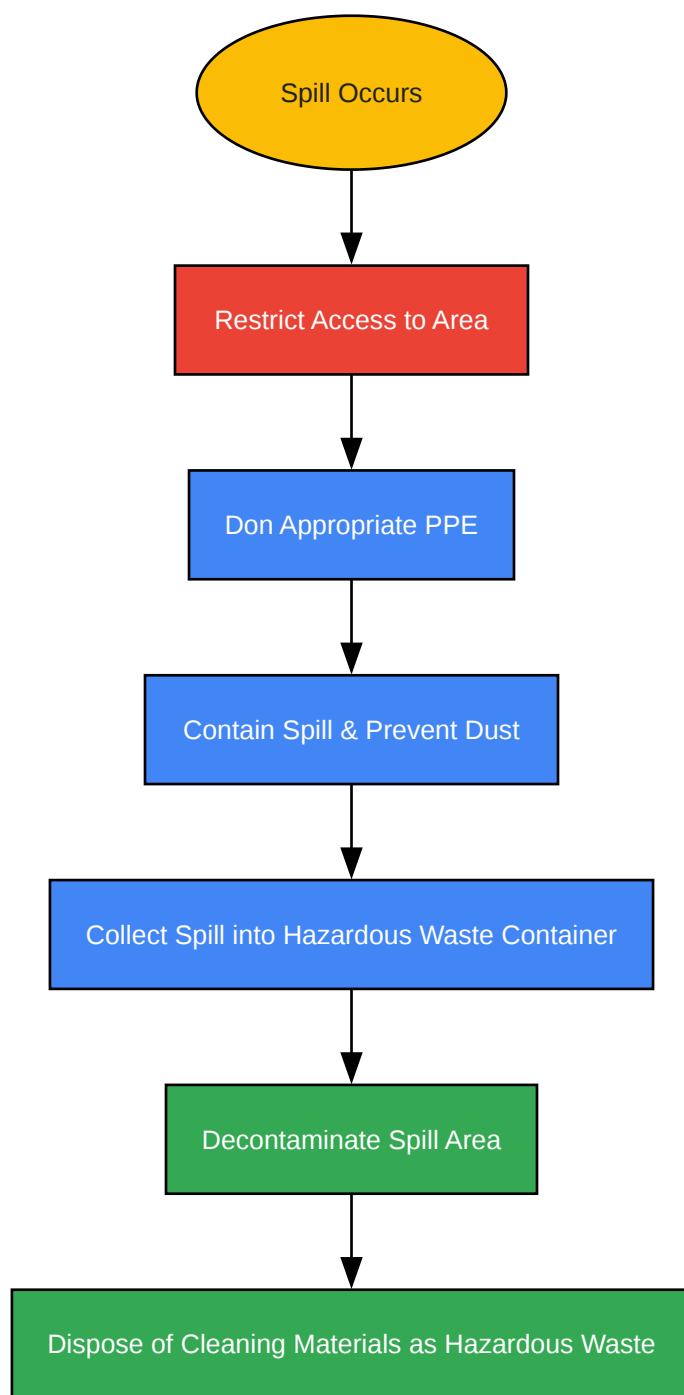 Spill Occurs
Restrict Access to Area
Don Appropriate PPE
Contain Spill & Prevent Dust
Collect Spill into Hazardous Waste Container
Decontaminate Spill Area
Dispose of Cleaning Materials as Hazardous Waste